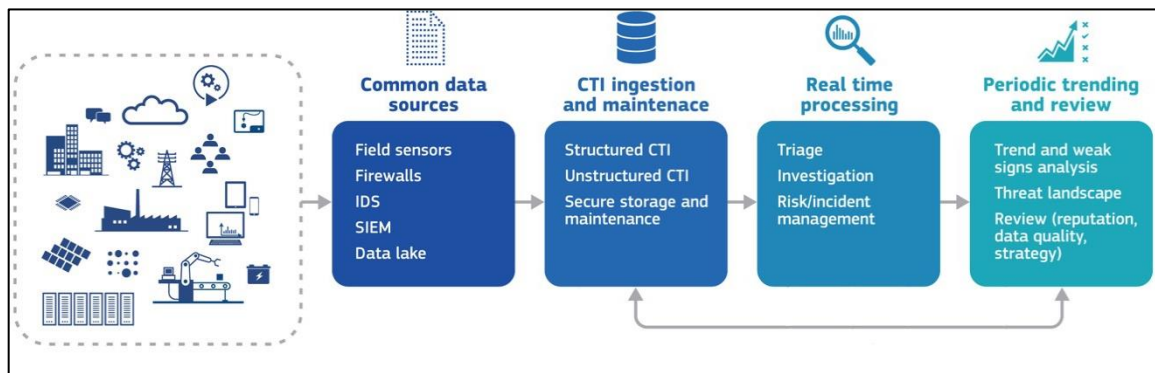 Common data
sources
Field sensors
Firewalls
IDS
SIEM
Data lake
CTI ingestion
and maintenace
Structured CTI
Unstructured CTI
Secure storage and
maintenance
Real time
processing
Triage
Investigation
Risk/incident
management
Periodic trending
and review
Trend and weak
signs analysis
Threat landscape
Review (reputation,
data quality,
strategy)